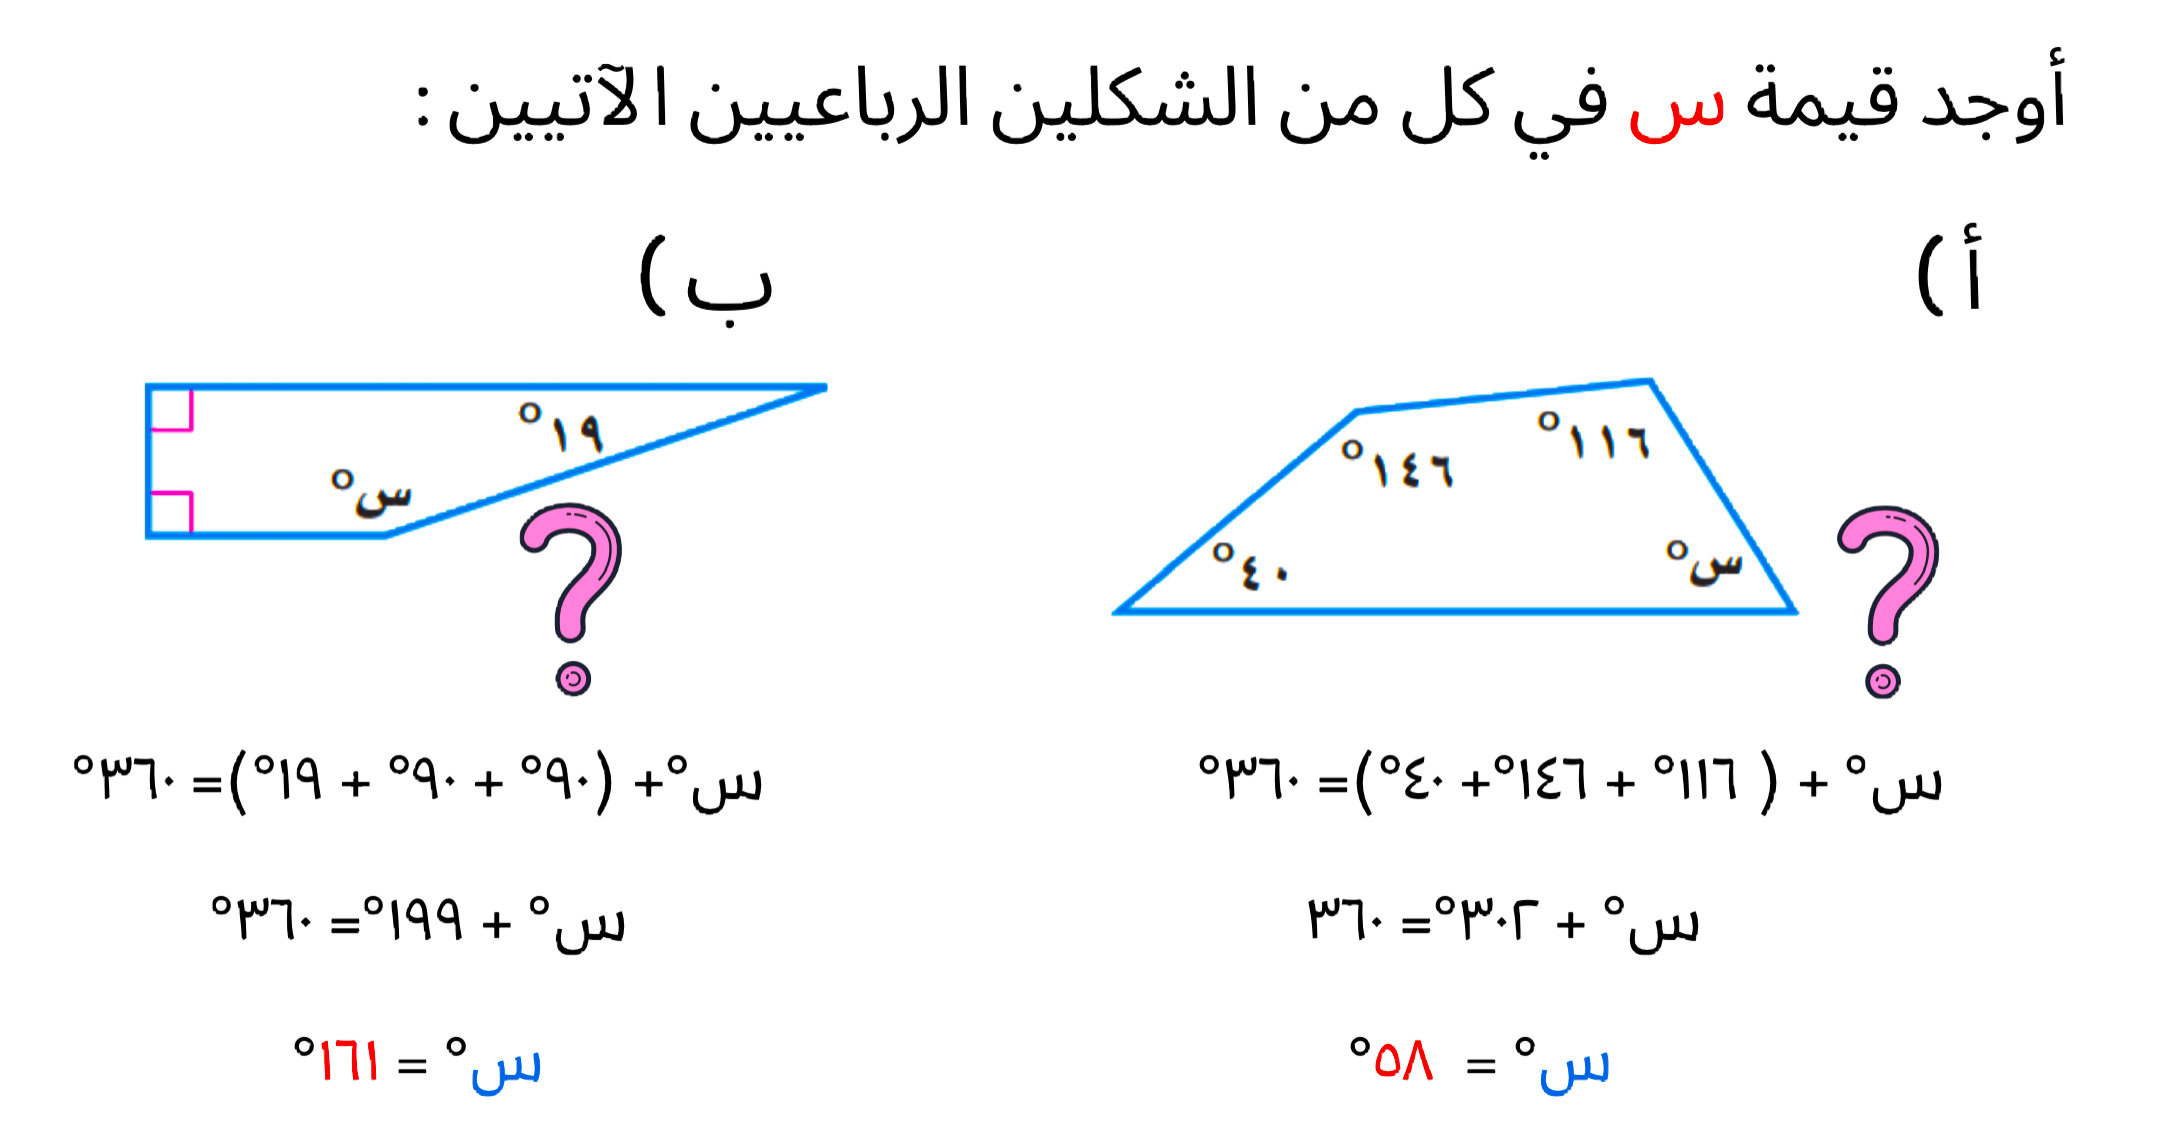 أوجد قيمة س في كل من الشكلين الرباعيين الآتيين :
أ )
١١٦°
١٤٦°
٤٠°
س°
س° + ( ١١٦° + ١٤٦°+ ٤٠°)= ٣٦٠°
س° + ٣٠٢°= ٣٦٠
س° = ٥٨°
ب )
١٩°
س°
س°+ (٩٠° + ٩٠° + ١٩°)= ٣٦٠°
س° + ١٩٩°= ٣٦٠°
س° = ١٦١°